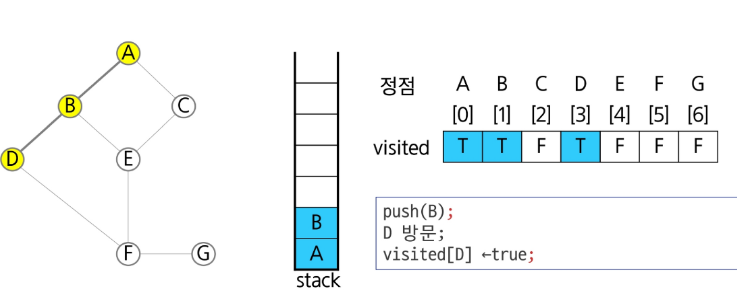 A
B
C
D
E
F
G
B
A
stack
정점 A B C D E F G
[0] [1] [2] [3] [4] [5] [6]
visited T T F T F F F
push(B);
D 방문;
visited[D] ←true;